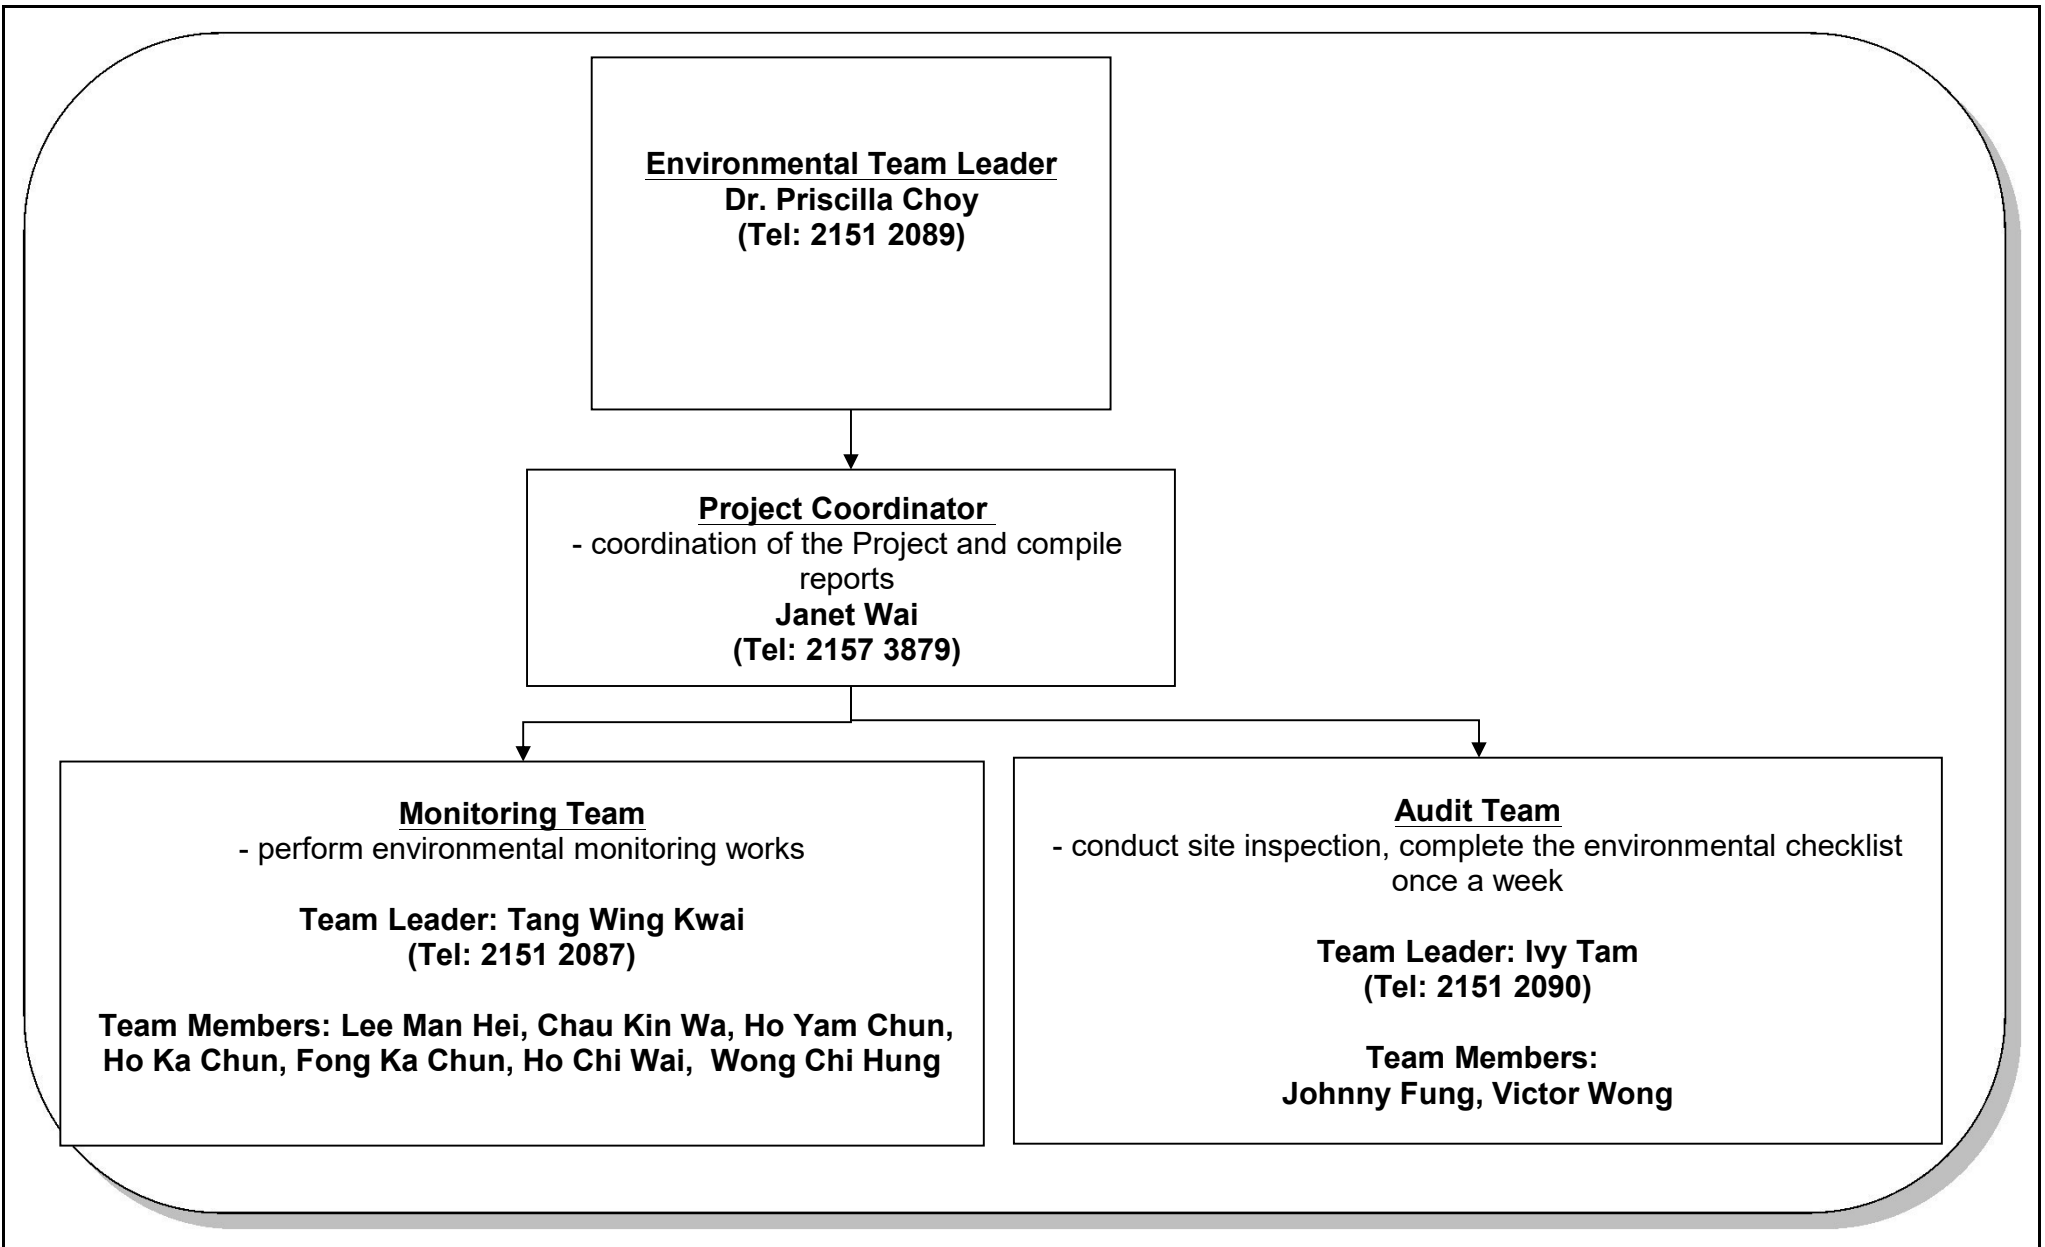 Environmental Team Leader
Dr. Priscilla Choy
(Tel: 2151 2089)
Project Coordinator
- coordination of the Project and compile
reports
Janet Wai
(Tel: 2157 3879)
Monitoring Team
- perform environmental monitoring works
Team Leader: Tang Wing Kwai
(Tel: 2151 2087)
Team Members: Lee Man Hei, Chau Kin Wa, Ho Yam Chun,
Ho Ka Chun, Fong Ka Chun, Ho Chi Wai, Wong Chi Hung
Audit Team
- conduct site inspection, complete the environmental checklist
once a week
Team Leader: Ivy Tam
(Tel: 2151 2090)
Team Members:
Johnny Fung, Victor Wong